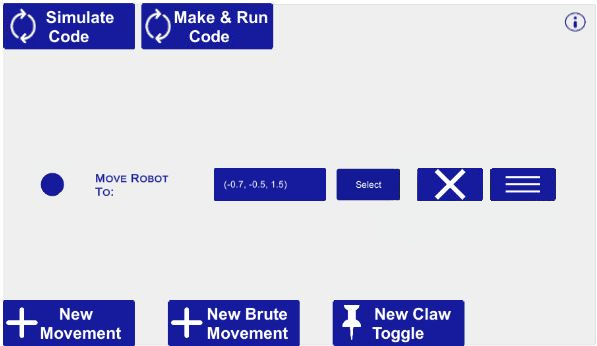 Simulate
Code
Make & Run
Code
MOVE ROBOT
TO:
(-0.7, -0.5, 1.5)
Select
New
Movement
New Brute
Movement
New Claw
Toggle